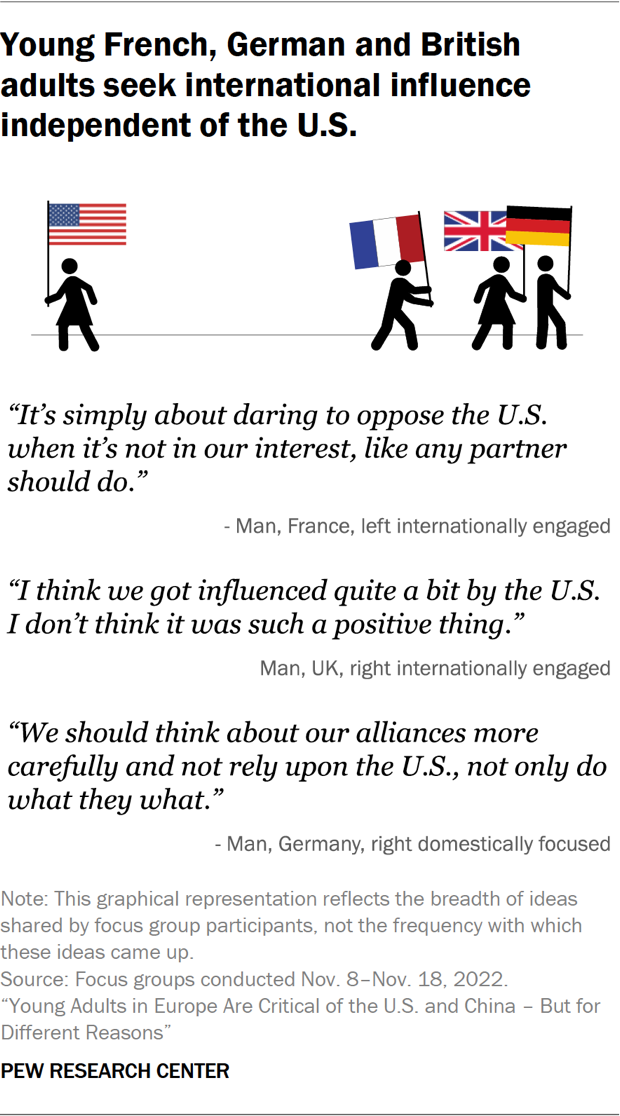 Young French, German and British
adults seek international influence
independent of the U.S.
“It’s simply about daring to oppose the U.S.
when it’s not in our interest, like any partner
should do.”
- Man, France, left internationally engaged
“I think we got influenced quite a bit by the U.S.
I don’t think it was such a positive thing.”
Man, UK, right internationally engaged
“We should think about our alliances more
carefully and not rely upon the U.S., not only do
what they what.”
- Man, Germany, right domestically focused
Note: This graphical representation reflects the breadth of ideas
shared by focus group participants, not the frequency with which
these ideas came up.
Source: Focus groups conducted Nov. 8–Nov. 18, 2022.
“Young Adults in Europe Are Critical of the U.S. and China – But for
Different Reasons”
PEW RESEARCH CENTER